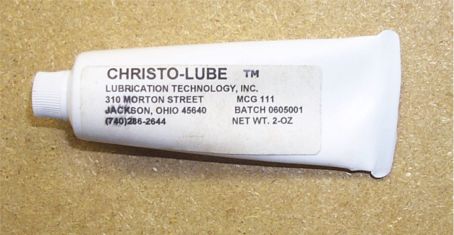 CHRISTO-LUBE ™
LUBRICATION TECHNOLOGY, INC.
310 MORTON STREET MCG 111
JACKSON, OHIO 45640 BATCH 0605001
(740)286-2644 NET WT. 2-OZ